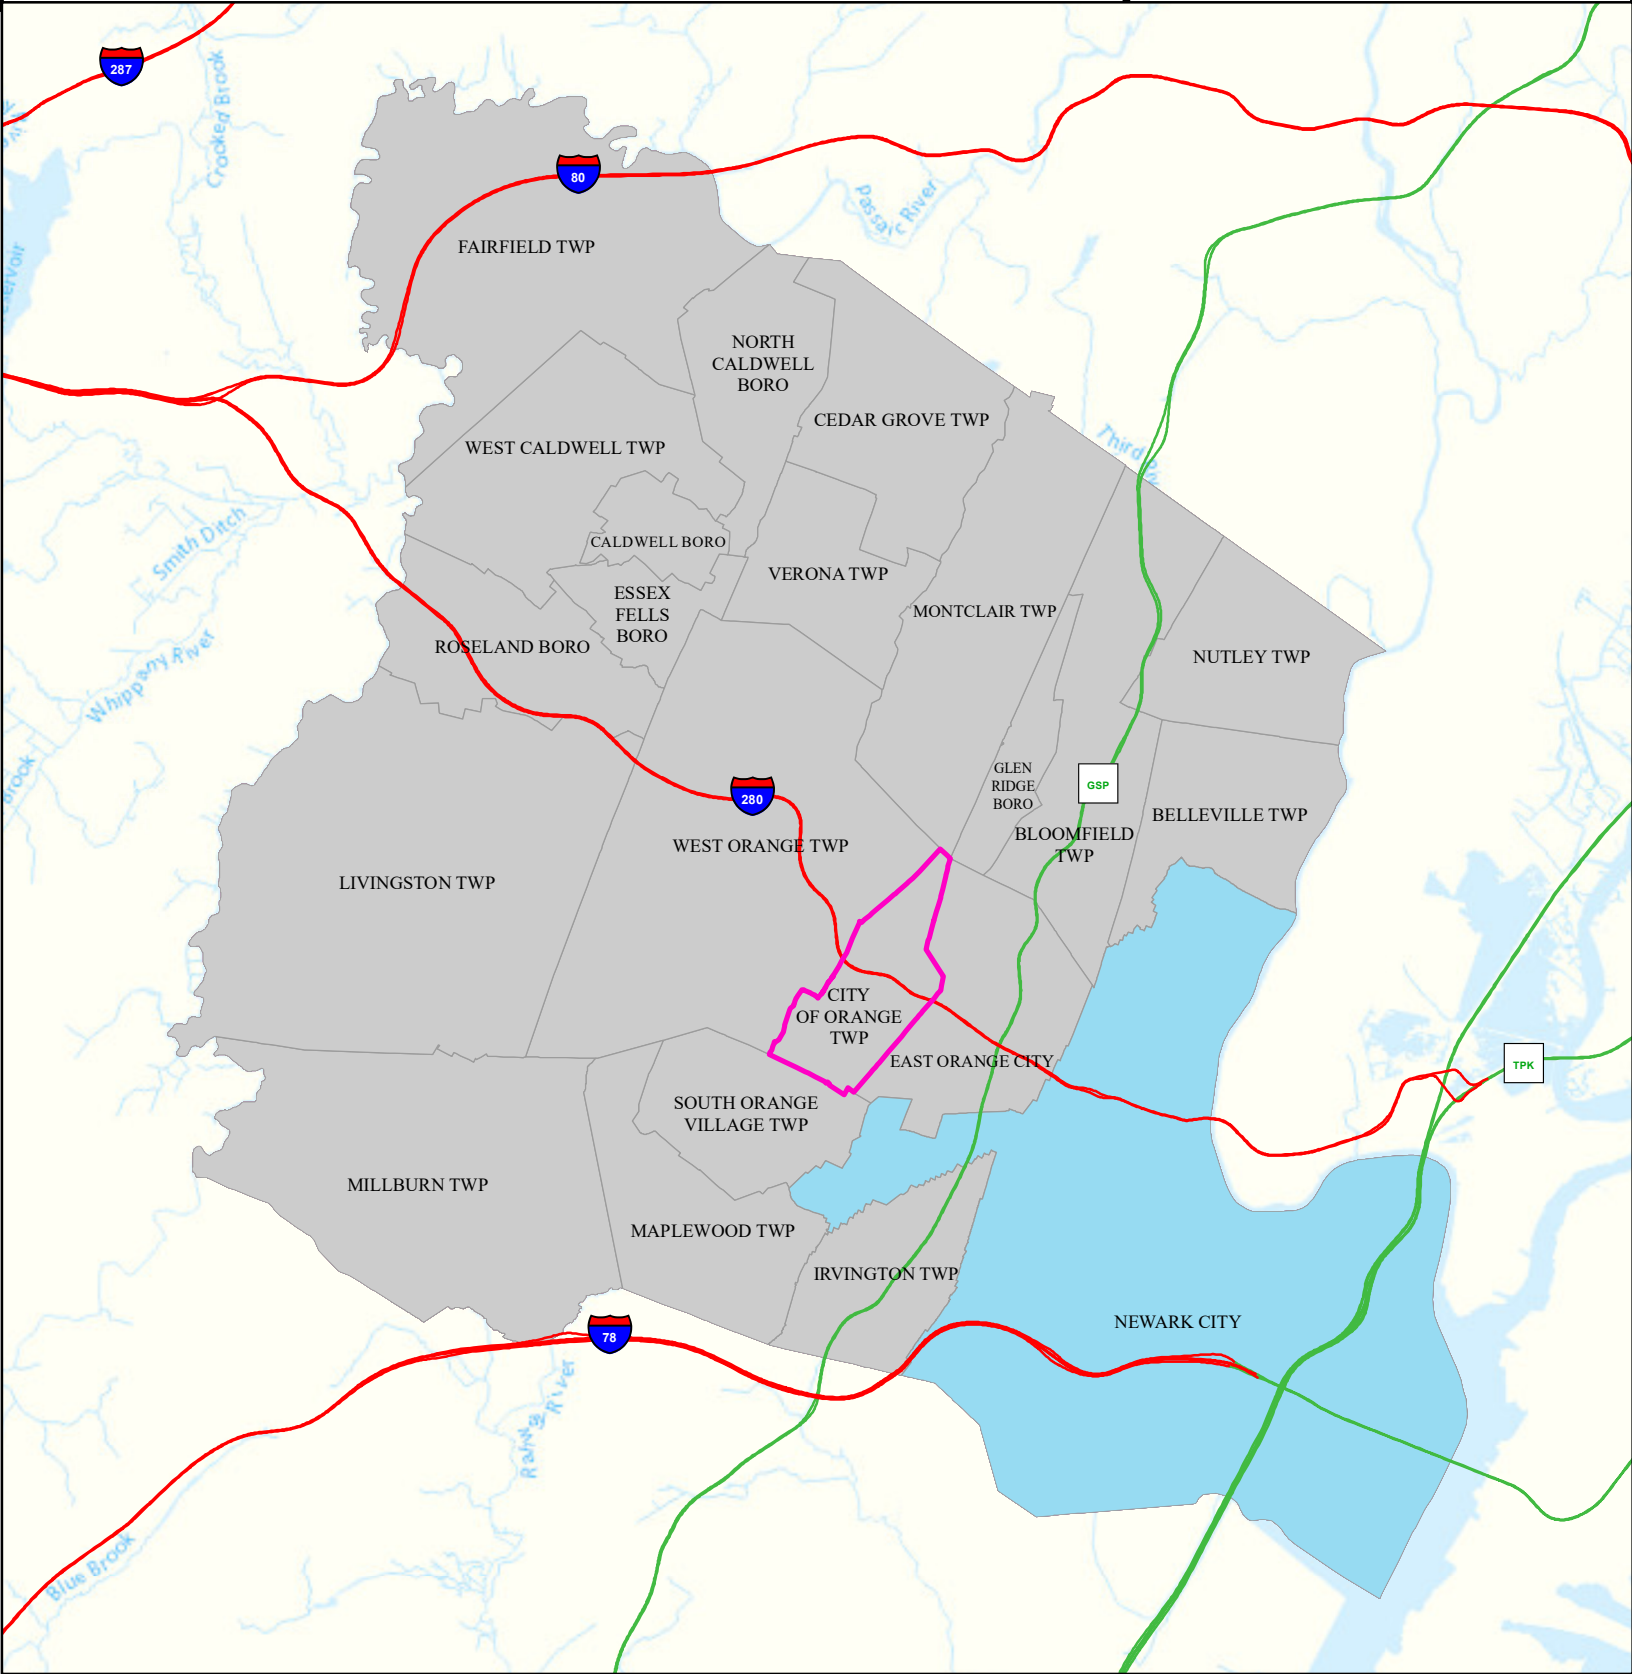 287
Crooked Brook
80
Passaic River
FAIRFIELD TWP
NORTH
CALDWELL
BORO
CEDAR GROVE TWP
WEST CALDWELL TWP
Smith Ditch
CALDWELL BORO
VERONA TWP
ESSEX
FELLS
BORO
MONTCLAIR TWP
ROSELAND BORO
NUTLEY TWP
Whippany River
Brook
GLEN
RIDGE
BORO
GSP
280
BELLEVILLE TWP
BLOOMFIELD
TWP
WEST ORANGE TWP
LIVINGSTON TWP
CITY
OF ORANGE
TWP
EAST ORANGE CITY
TPK
SOUTH ORANGE
VILLAGE TWP
MILLBURN TWP
MAPLEWOOD TWP
IRVINGTON TWP
NEWARK CITY
78
River
Blue Brook
Third